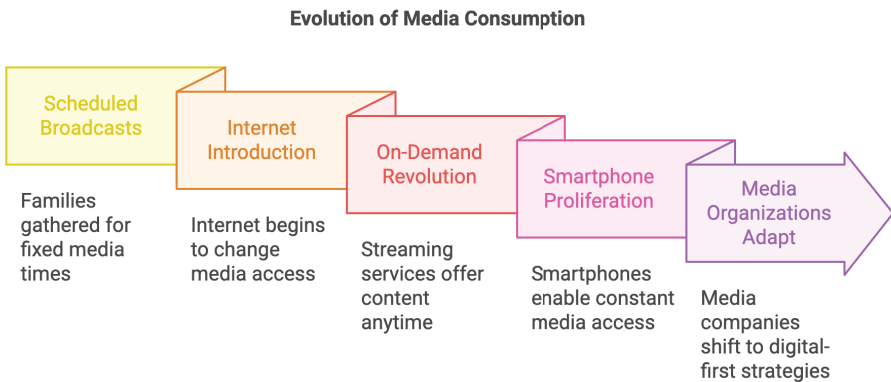 Evolution of Media Consumption
Scheduled
Broadcasts
Families
gathered for
fixed media
times
Internet
Introduction
Internet begins
to change
media access
On-Demand
Revolution
Streaming
services offer
content
anytime
Smartphone
Proliferation
Smartphones
enable constant
media access
Media
Organizations
Adapt
Media
companies
shift to digital-
first strategies